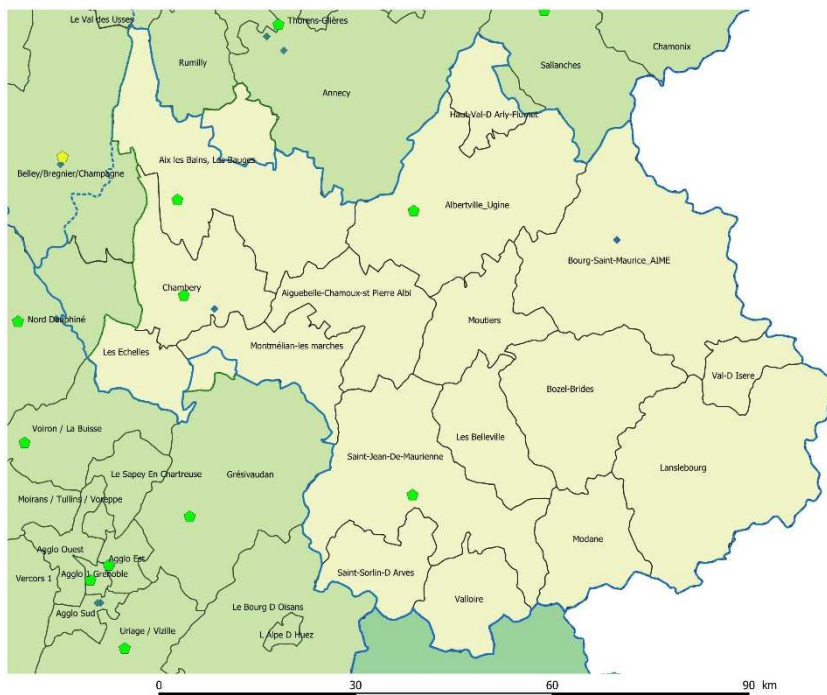 Le Val des Usses
Thorens-Glières
Rumilly
Annecy
Sallanches
Chamonix
Haut-Val-D Arly-Flumet
Aix les Bains, Les Bauges
Belley/Bregnier/Champagne
Albertville_Ugine
Bourg-Saint-Maurice_AIME
Chambery
Aiguebelle-Chamoux-st Pierre Albi
Moutiers
Nord Dauphiné
Les Echelles
Montmélian-les marches
Val-D Isere
Bozel-Brides
Voiron / La Buisse
Les Belleville
Saint-Jean-De-Maurienne
Lanslebourg
Le Sapey En Chartreuse
Grésivaudan
Moirans / Tullins / Voreppe
Modane
Agglo Ouest
Agglo Est
Vercors 1
Agglo 1 Grenoble
Saint-Sorlin-D Arves
Valloire
Le Bourg D Oisans
Agglo Sud
Uriage / Vizille
L Alpe D Huez
0 30 60 90 km